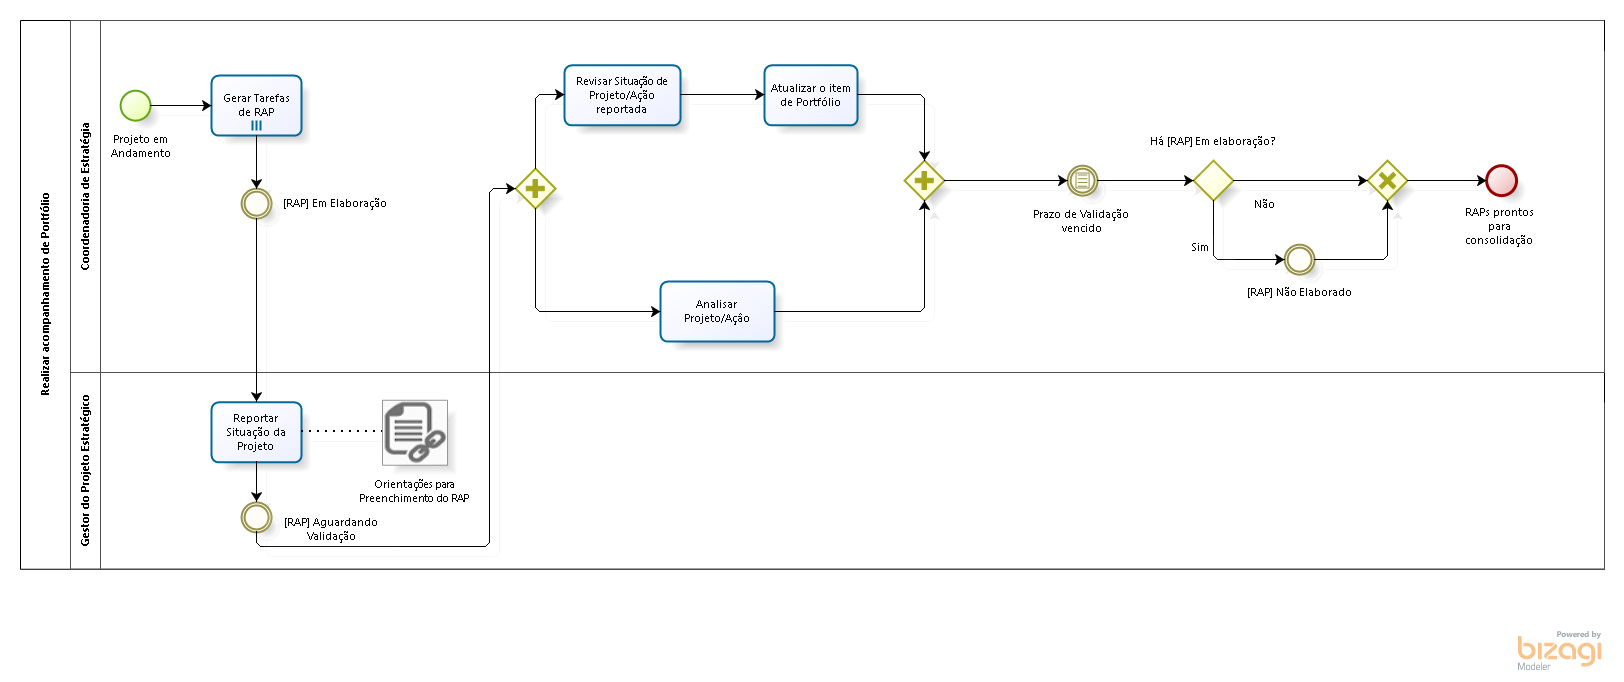 Realizar acompanhamento de Portfólio
Coordenadoria de Estratégia
Projeto em
Andamento
Gerar Tarefas
de RAP
[RAP] Em Elaboração
Revisar Situação de
Projeto/Ação
reportada
Atualizar o item
de Portfólio
Analisar
Projeto/Ação
Prazo de Validação
vencido
Há [RAP] Em elaboração?
Não
Sim
[RAP] Não Elaborado
RAPs prontos
para
consolidação
Gestor do Projeto Estratégico
Reportar
Situação da
Projeto
Orientações para
Preenchimento do RAP
[RAP] Aguardando
Validação
Powered by
bizagi
Modeler